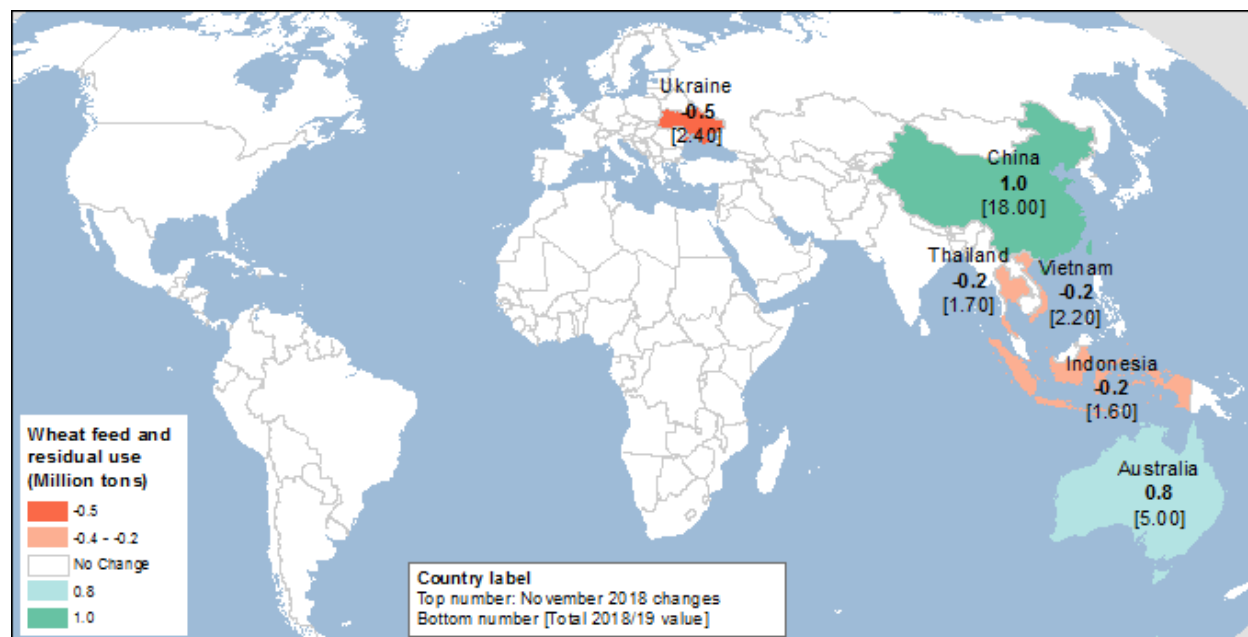 Ukraine
-0.5
[2.40]
China
1.0
[18.00]
Thailand
-0.2
[1.70]
Vietnam
-0.2
[2.20]
Indonesia
-0.2
[1.60]
Australia
0.8
[5.00]
Wheat feed and
residual use
(Million tons)
-0.5
-0.4 - -0.2
No Change
0.8
1.0
Country label
Top number: November 2018 changes
Bottom number [Total 2018/19 value]